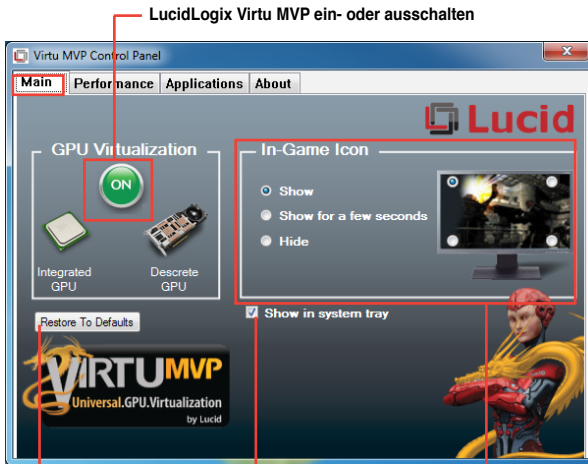 LucidLogix Virtu MVP ein- oder ausschalten
Virtu MVP Control Panel
Main Performance Applications About
Lucid
GPU Virtualization
ON
Integrated
GPU
Descrete
GPU
In-Game Icon
Show
Show for a few seconds
Hide
Restore To Defaults
Show in system tray
VIRTU MVP
Universal.GPU.Virtualization
by Lucid